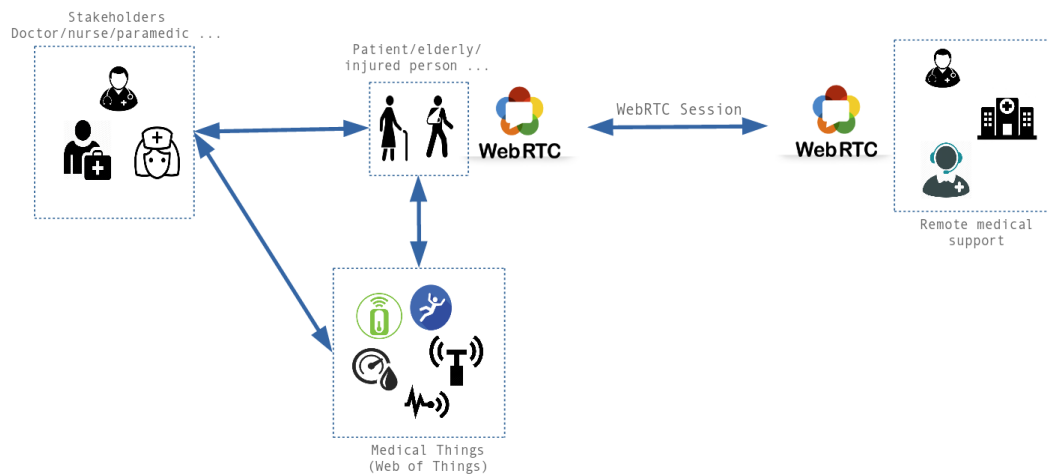 Stakeholders
Doctor/nurse/paramedic ...
Patient/elderly/
injured person ...
WebRTC
WebRTC Session
WebRTC
Remote medical
support
Medical Things
(Web of Things)